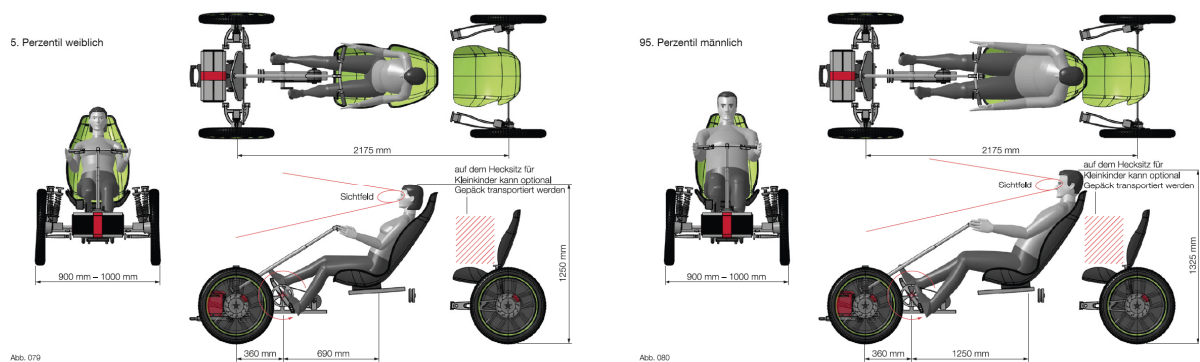 5. Perzentil weiblich
2175 mm
auf dem Hecksitz für
Kleinkinder kann optional
Gepäck transportiert werden
Sichtfeld
1250 mm
900 mm – 1000 mm
360 mm
690 mm
Abb. 079
95. Perzentil männlich
2175 mm
auf dem Hecksitz für
Kleinkinder kann optional
Gepäck transportiert werden
Sichtfeld
1325 mm
900 mm – 1000 mm
360 mm
1250 mm
Abb. 080